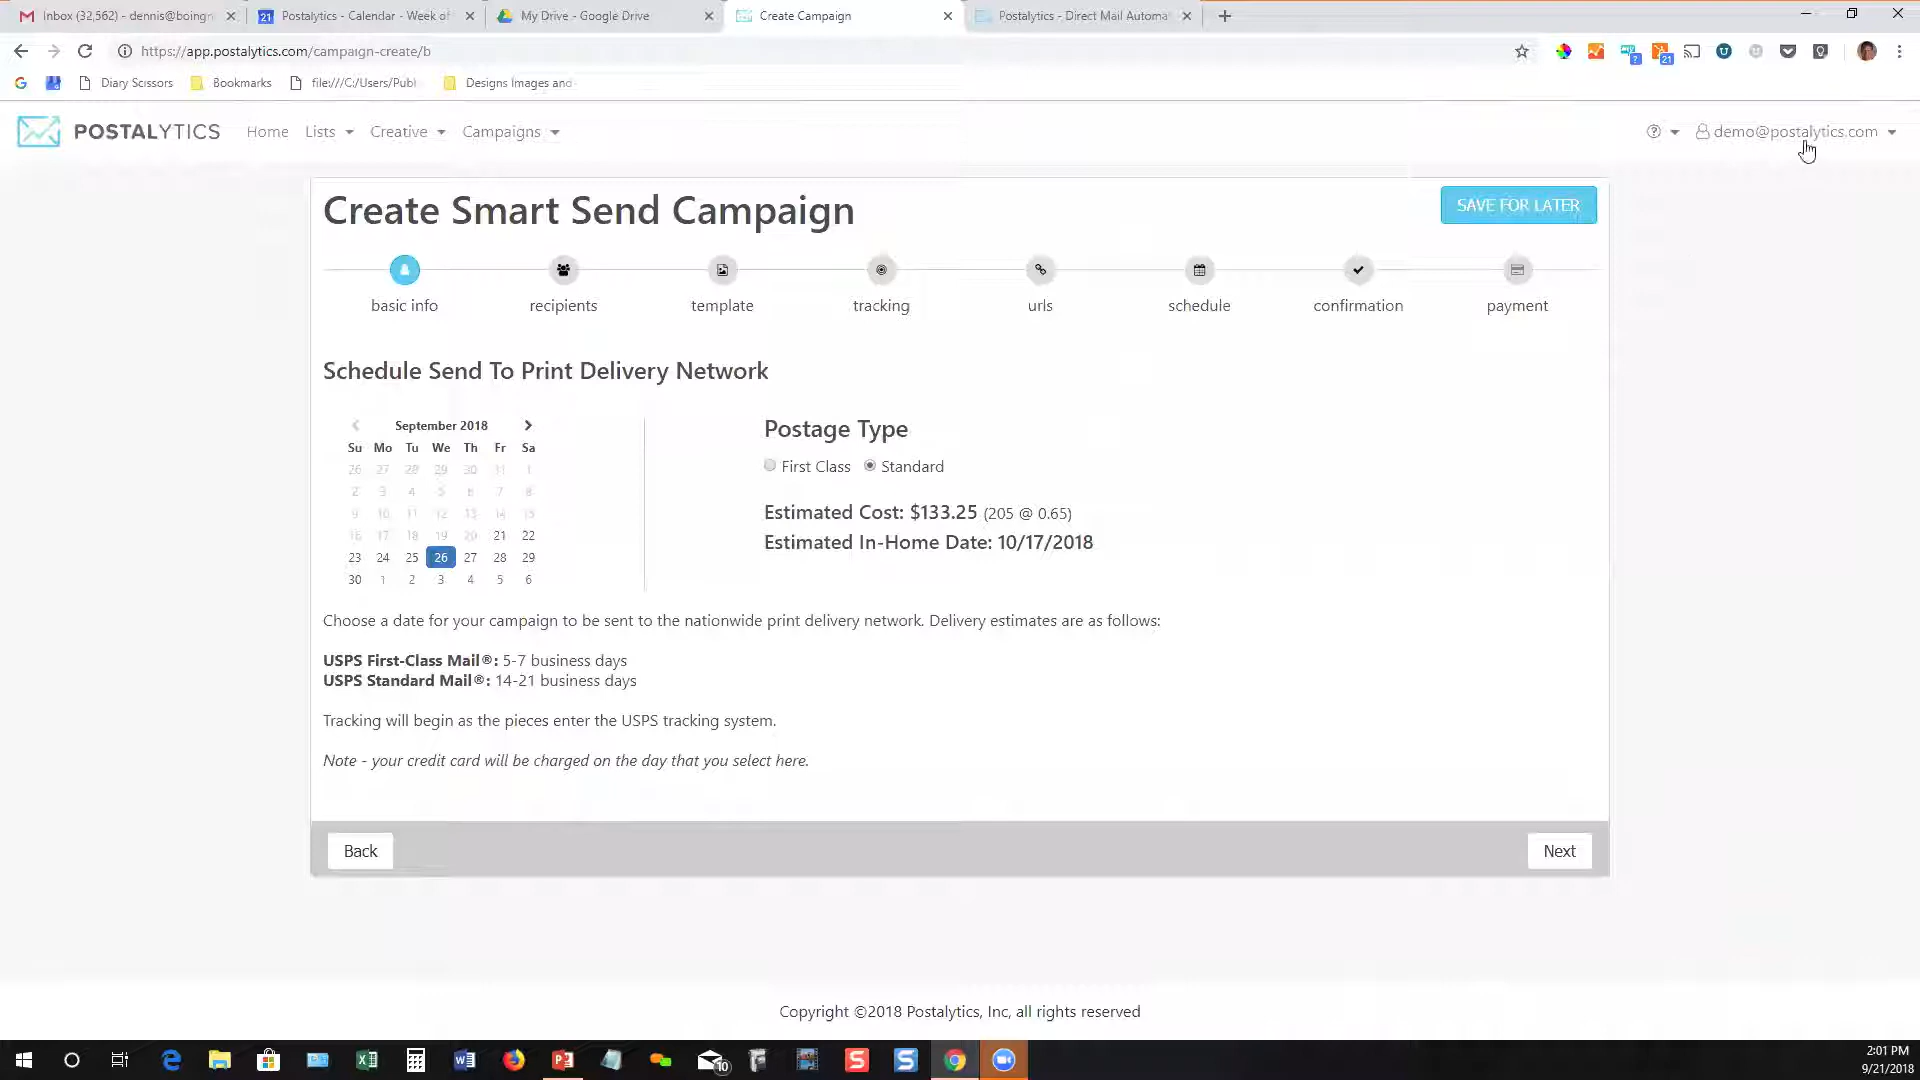 Inbox (32,562) - dennis@boingn
Postalytics - Calendar - Week of
My Drive - Google Drive
Create Campaign
Postalytics - Direct Mail Automa
https://app.postalytics.com/campaign-create/b
Diary Scissors
Bookmarks
file:///C:/Users/Publ
Designs Images and
POSTALYTICS
Home
Lists
Creative
Campaigns
demo@postalytics.com
Create Smart Send Campaign
SAVE FOR LATER
basic info
recipients
template
tracking
urls
schedule
confirmation
payment
Schedule Send To Print Delivery Network
September 2018
Su Mo Tu We Th Fr Sa
26 27 28 29 30 31 1
2 3 4 5 6 7 8
9 10 11 12 13 14 15
16 17 18 19 20 21 22
23 24 25 26 27 28 29
30 1 2 3 4 5 6
Postage Type
First Class Standard
Estimated Cost: $133.25 (205 @ 0.65)
Estimated In-Home Date: 10/17/2018
Choose a date for your campaign to be sent to the nationwide print delivery network. Delivery estimates are as follows:
USPS First-Class Mail®: 5-7 business days
USPS Standard Mail®: 14-21 business days
Tracking will begin as the pieces enter the USPS tracking system.
Note - your credit card will be charged on the day that you select here.
Back
Next
Copyright ©2018 Postalytics, Inc, all rights reserved
2:01 PM
9/21/2018